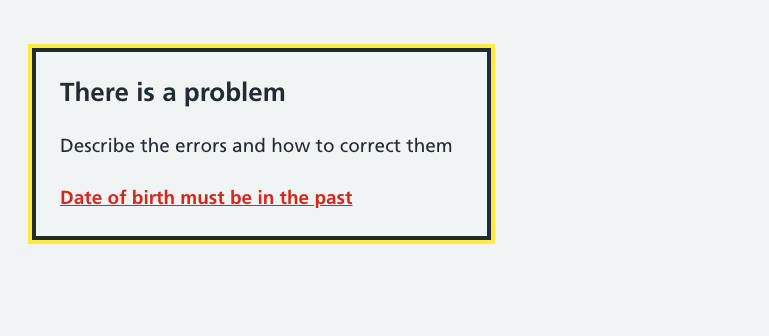 There is a problem
Describe the errors and how to correct them
Date of birth must be in the past